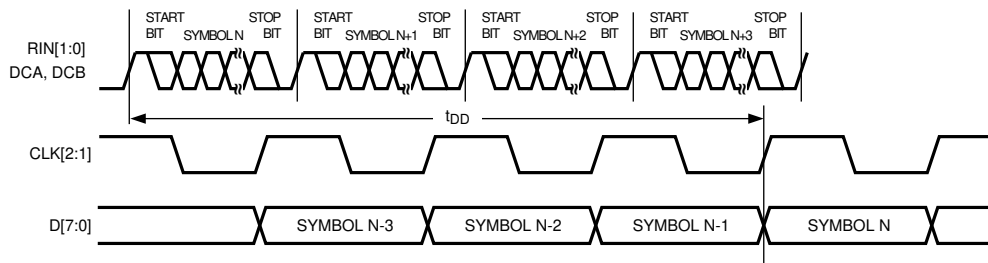 START BIT SYMBOL N STOP BIT START BIT SYMBOL N+1 STOP BIT START BIT SYMBOL N+2 STOP BIT START BIT SYMBOL N+3 STOP BIT
RIN[1:0]
DCA, DCB
tDD
CLK[2:1]
D[7:0] SYMBOL N-3 SYMBOL N-2 SYMBOL N-1 SYMBOL N